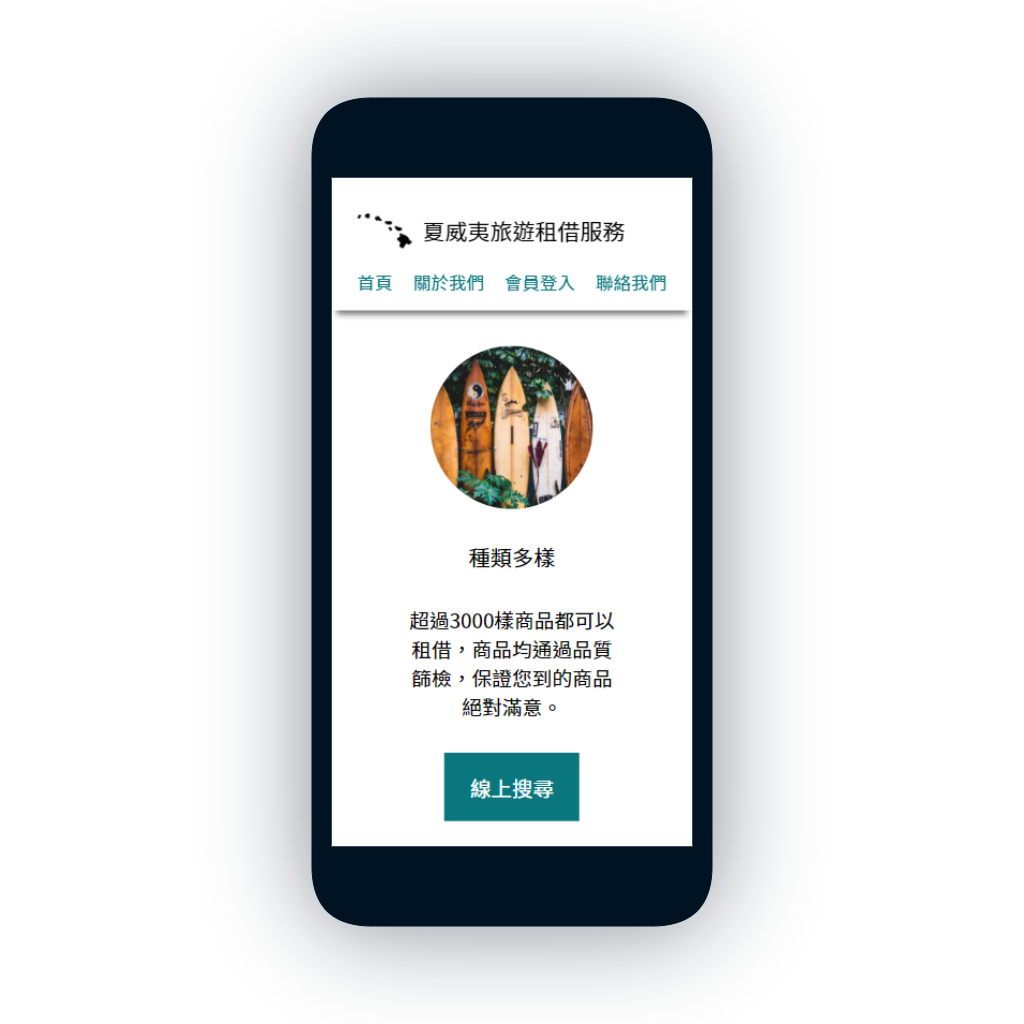 夏威夷旅遊租借服務
首頁 關於我們 會員登入 聯絡我們
種類多樣
超過3000樣商品都可以
租借，商品均通過品質
篩檢，保證您到的商品
絕對滿意。
線上搜尋